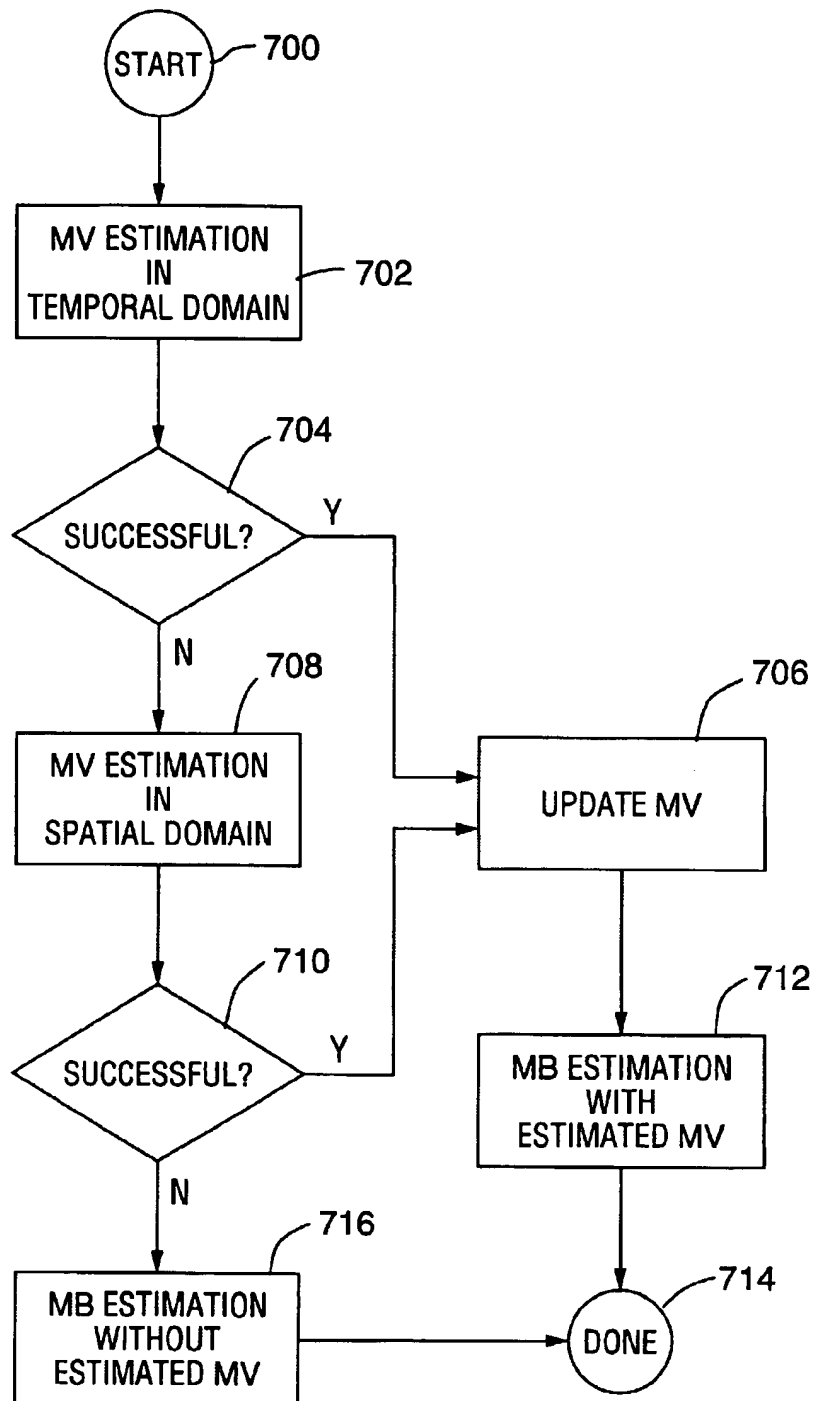 START
700
MV ESTIMATION
IN
TEMPORAL DOMAIN
702
704
SUCCESSFUL?
Y
N
708
MV ESTIMATION
IN
SPATIAL DOMAIN
706
UPDATE MV
710
SUCCESSFUL?
Y
N
712
MB ESTIMATION
WITH
ESTIMATED MV
716
MB ESTIMATION
WITHOUT
ESTIMATED MV
714
DONE